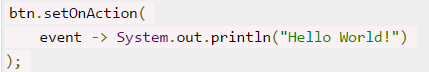 btn.setOnAction(
    event -> System.out.println("Hello World!")
);